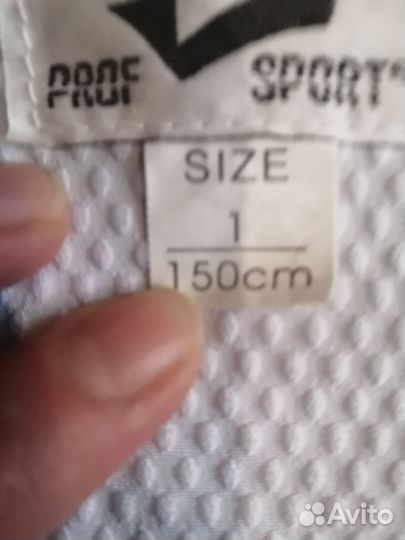 PROF SPORT
SIZE
1
150cm
Avito